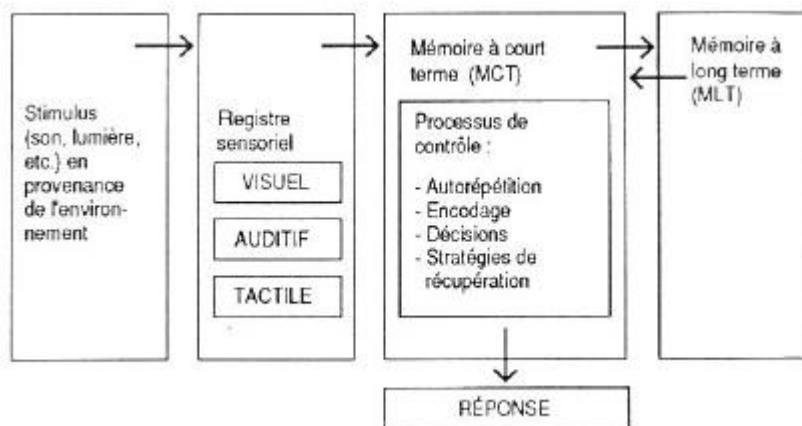 Stimulus
(son, lumière,
etc.) en
provenance
de l'environ-
nement
Registre
sensoriel
VISUEL
AUDITIF
TACTILE
Mémoire à court
terme (MCT)
Processus de
contrôle :
- Autorépétition
- Encodage
- Décisions
- Stratégies de
récupération
Mémoire à
long terme
(MLT)
RÉPONSE